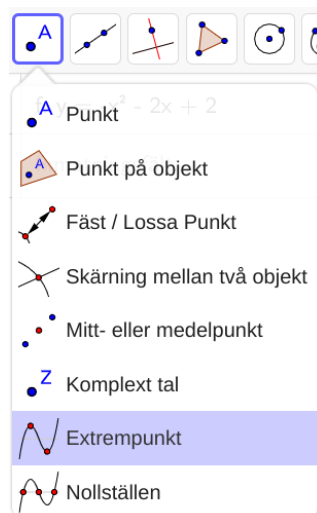 A
A Punkt
A Punkt på objekt
Fäst / Lossa Punkt
Skärning mellan två objekt
Mitt- eller medelpunkt
Z Komplext tal
Extrempunkt
Nollställen